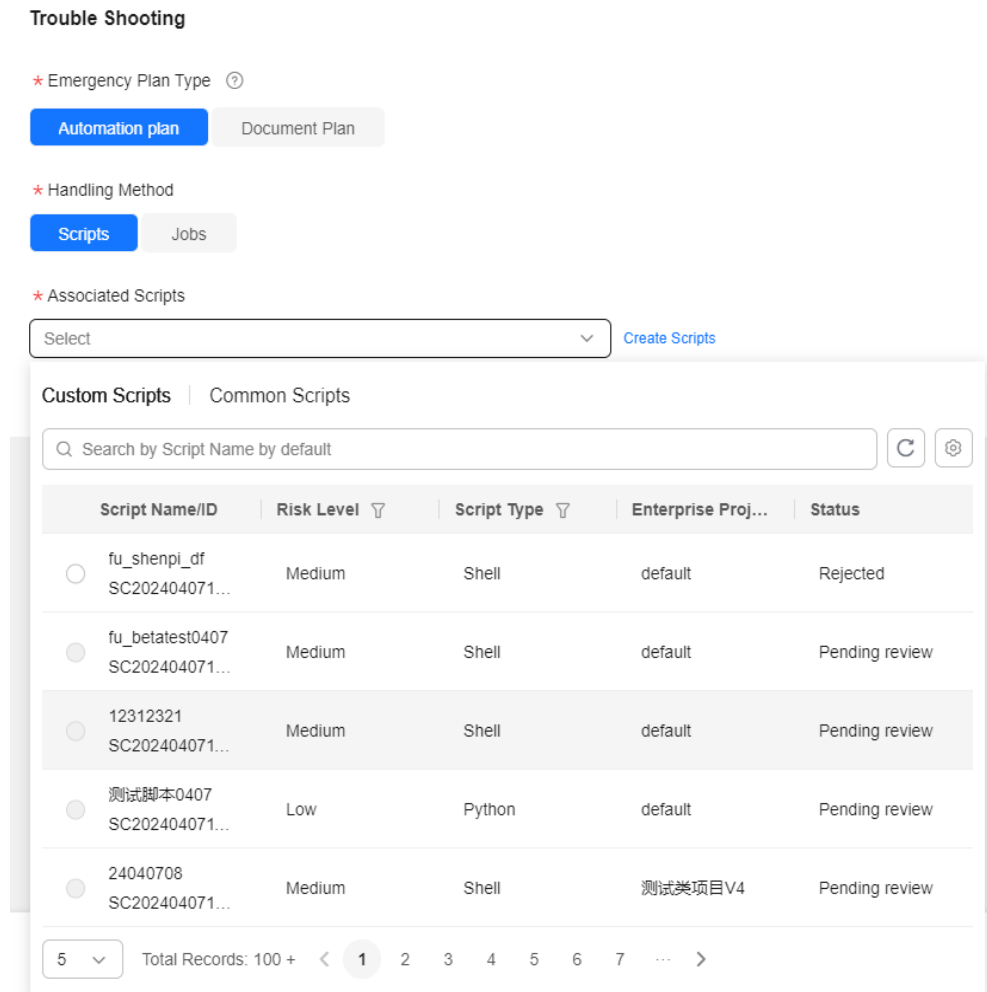 Trouble Shooting
* Emergency Plan Type ?
Automation plan Document Plan
* Handling Method
Scripts Jobs
* Associated Scripts
Select Create Scripts
Custom Scripts Common Scripts
Search by Script Name by default
Script Name/ID Risk Level Script Type Enterprise Proj... Status
fu_shenpi_df
SC202404071... Medium Shell default Rejected
fu_betatest0407
SC202404071... Medium Shell default Pending review
12312321
SC202404071... Medium Shell default Pending review
测试脚本0407
SC202404071... Low Python default Pending review
24040708
SC202404071... Medium Shell 测试类项目V4 Pending review
5 Total Records: 100 + < 1 2 3 4 5 6 7 ... >